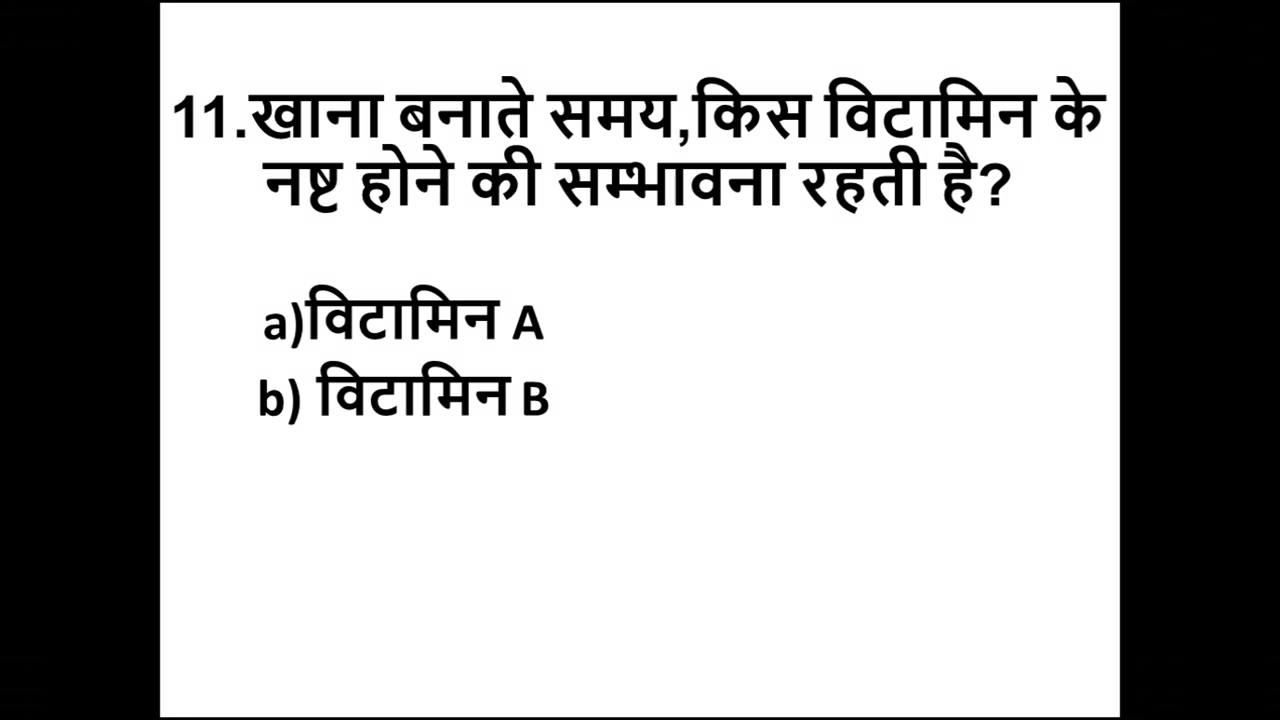 11.खाना बनाते समय,किस विटामिन के
नष्ट होने की सम्भावना रहती है?
a)विटामिन A
b) विटामिन B